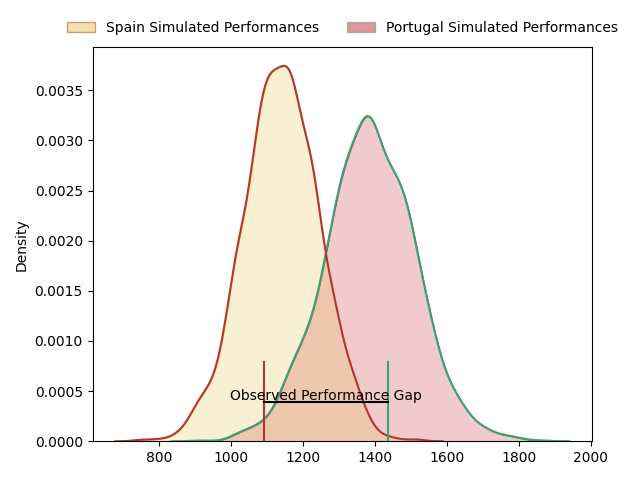 Spain Simulated Performances Portugal Simulated Performances
0.0035
0.0030
0.0025
0.0020
0.0015
0.0010
0.0005
0.0000
Density
Observed Performance Gap
800 1000 1200 1400 1600 1800 2000